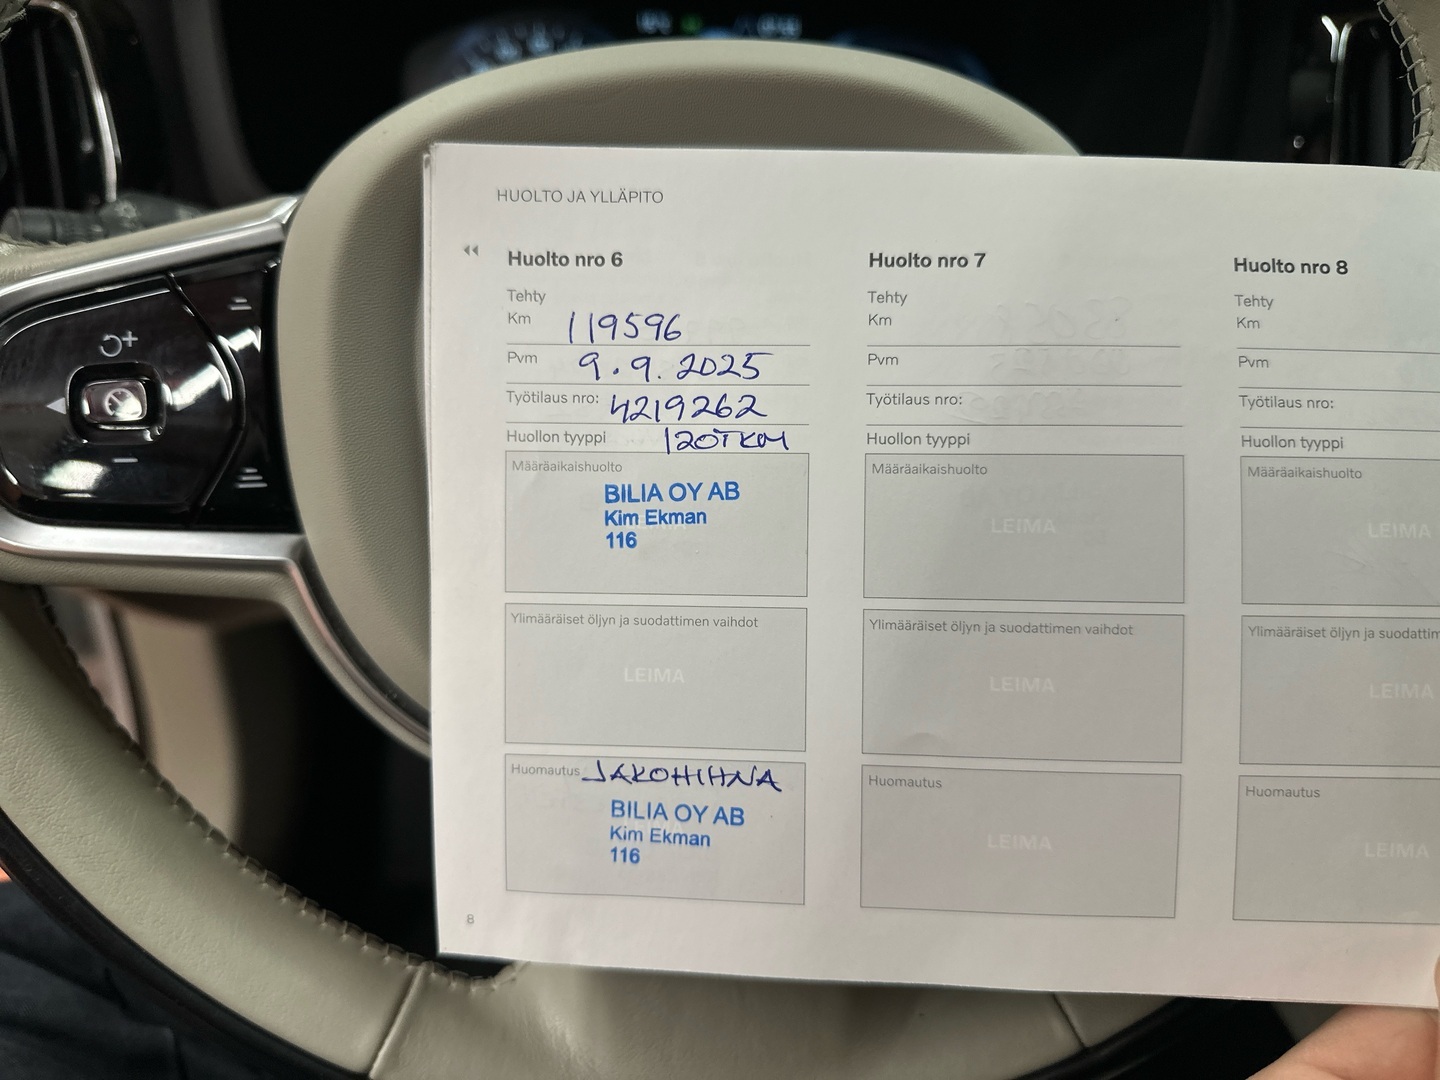 HUOLTO JA YLLÄPITO
Huolto nro 6
Tehty
Km 119596
Pvm 9.9.2025
Työtilaus nro: 4219262
Huollon tyyppi 120TKM
Määräaikaishuolto
BILIA OY AB
Kim Ekman
116
Ylimääräiset öljyn ja suodattimen vaihdot
LEIMA
Huomautus JAKOHIHNA
BILIA OY AB
Kim Ekman
116
8
Huolto nro 7
Tehty
Km
Pvm
Työtilaus nro:
Huollon tyyppi
Määräaikaishuolto
LEIMA
Ylimääräiset öljyn ja suodattimen vaihdot
LEIMA
Huomautus
LEIMA
Huolto nro 8
Tehty
Km
Pvm
Työtilaus nro:
Huollon tyyppi
Määräaikaishuolto
LEIMA
Ylimääräiset öljyn ja suodattim
LEIMA
Huomautus
LEIMA